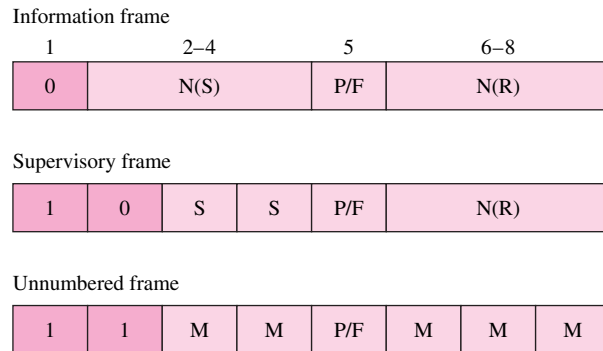 Information frame
1 2–4 5 6–8
0 N(S) P/F N(R)
Supervisory frame
1 0 S S P/F N(R)
Unnumbered frame
1 1 M M P/F M M M